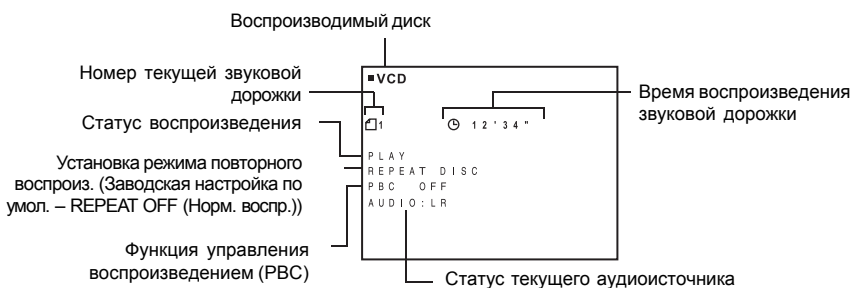 Воспроизводимый диск
Номер текущей звуковой
дорожки
Статус воспроизведения
Установка режима повторного
воспроиз. (Заводская настройка по
умол. – REPEAT OFF (Норм. воспр.))
Функция управления
воспроизведением (PBC)
■VCD
1
12'34"
PLAY
REPEAT DISC
PBC OFF
AUDIO:LR
Время воспроизведения
звуковой дорожки
Статус текущего аудиоисточника